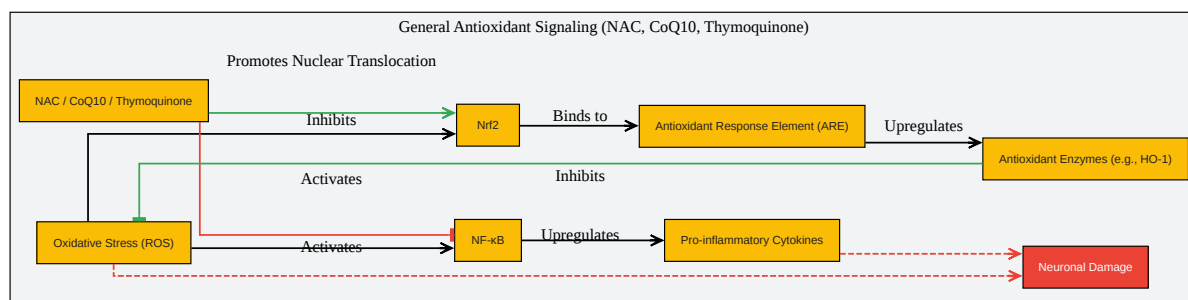 General Antioxidant Signaling (NAC, CoQ10, Thymoquinone)
Promotes Nuclear Translocation
NAC / CoQ10 / Thymoquinone
Inhibits
Nrf2
Binds to
Antioxidant Response Element (ARE)
Upregulates
Antioxidant Enzymes (e.g., HO-1)
Activates
Inhibits
Oxidative Stress (ROS)
Activates
NF-κB
Upregulates
Pro-inflammatory Cytokines
Neuronal Damage